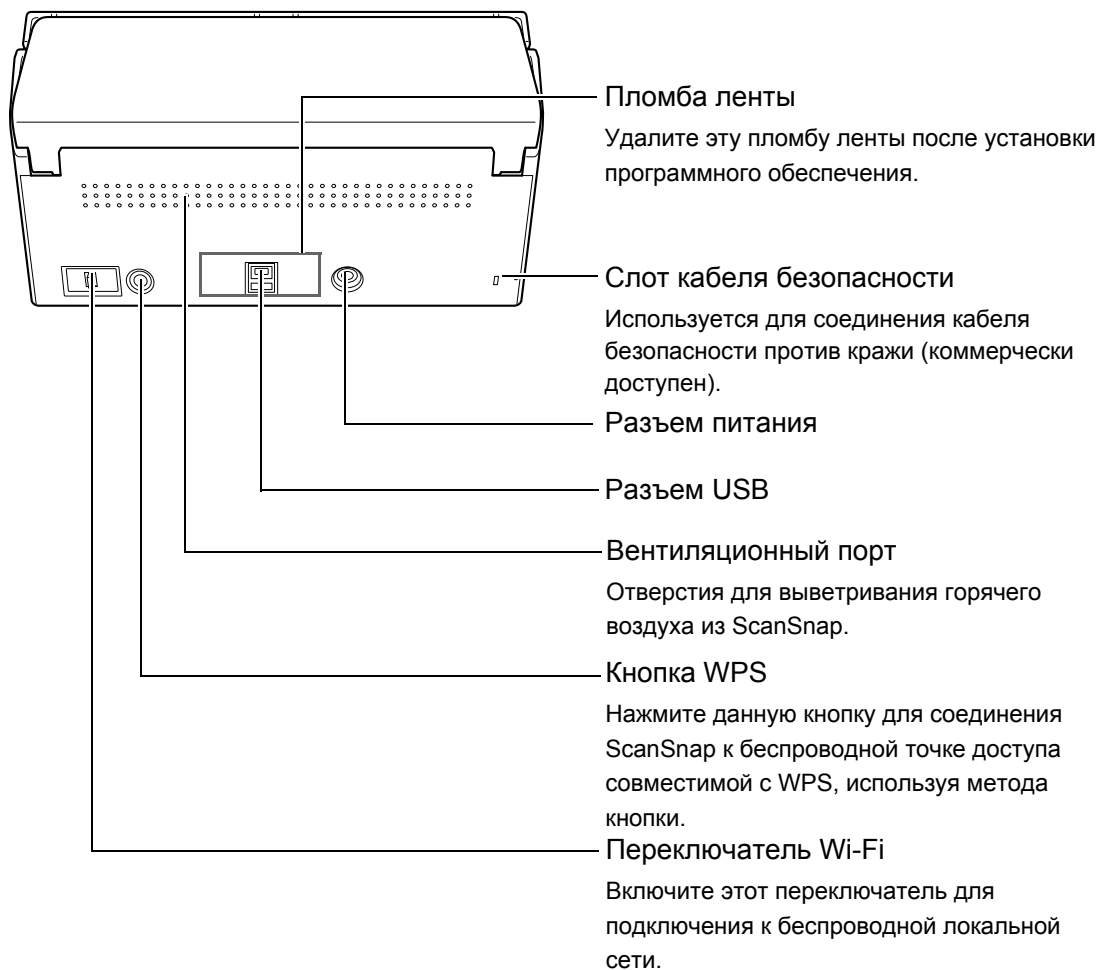 Пломба ленты
Удалите эту пломбу ленты после установки
программного обеспечения.
Слот кабеля безопасности
Используется для соединения кабеля
безопасности против кражи (коммерчески
доступен).
Разъем питания
Разъем USB
Вентиляционный порт
Отверстия для выветривания горячего
воздуха из ScanSnap.
Кнопка WPS
Нажмите данную кнопку для соединения
ScanSnap к беспроводной точке доступа
совместимой с WPS, используя метода
кнопки.
Переключатель Wi-Fi
Включите этот переключатель для
подключения к беспроводной локальной
сети.